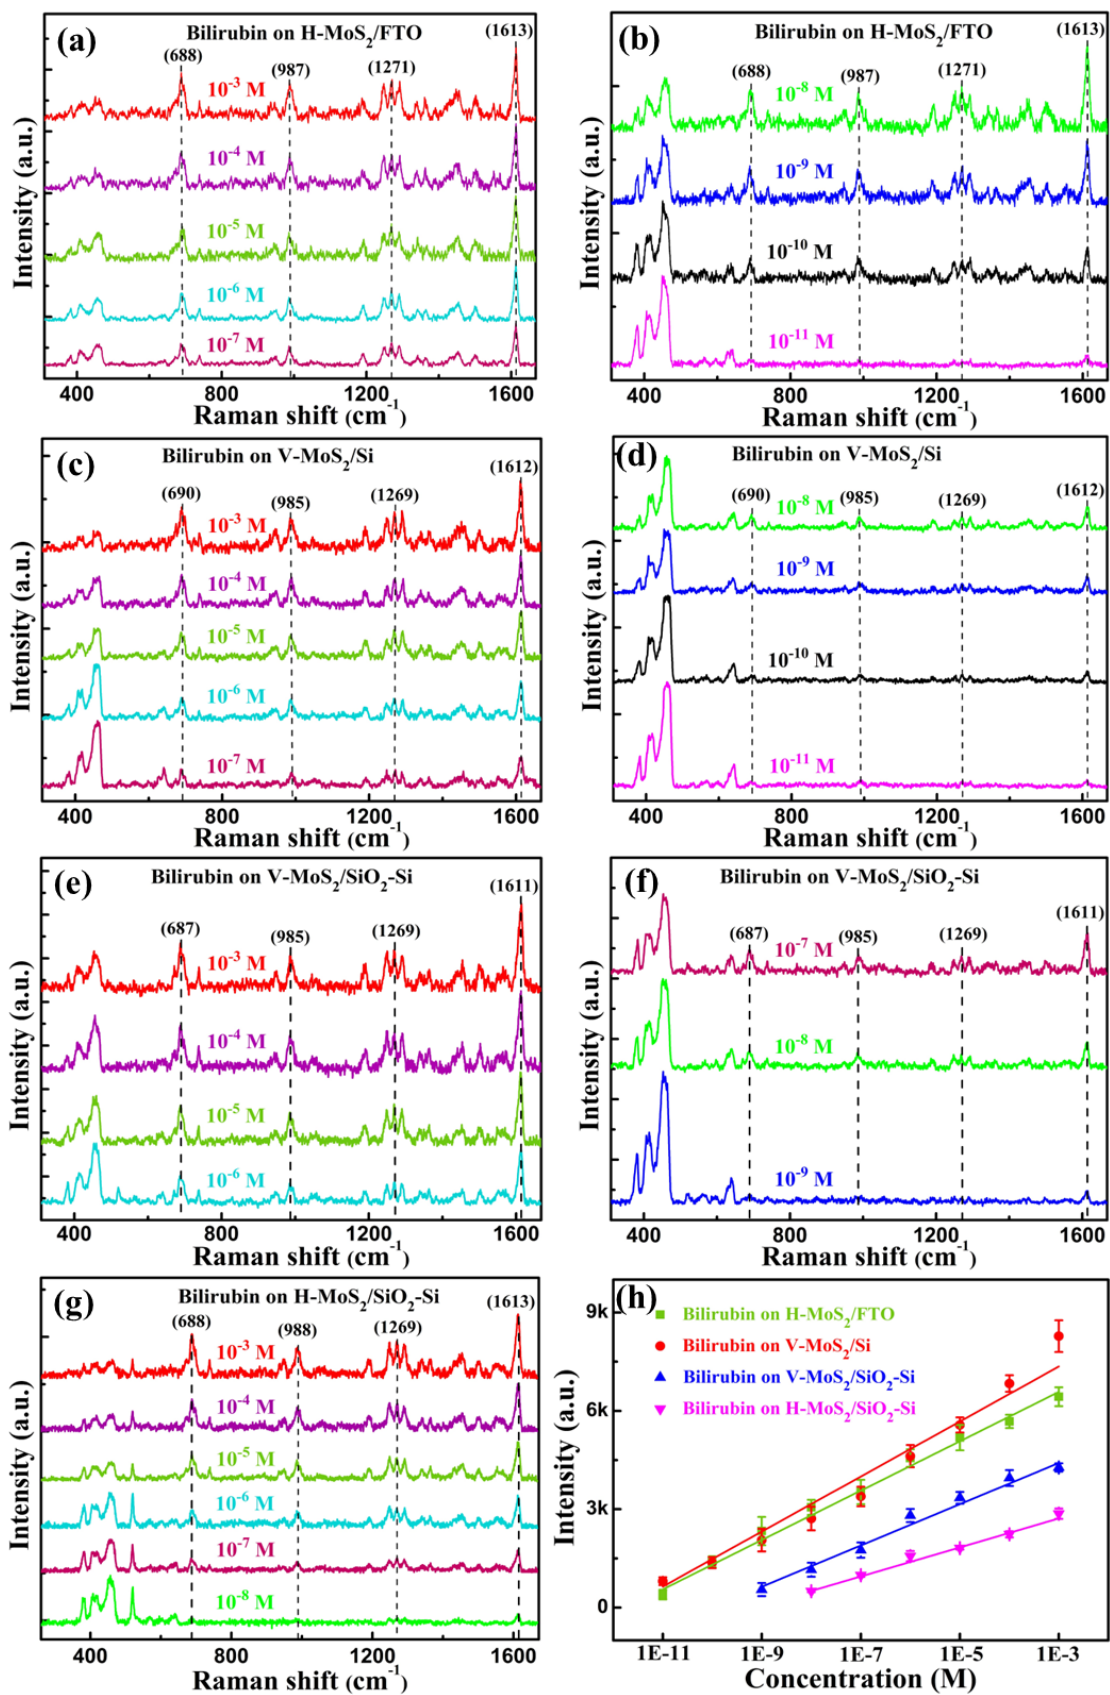 (a) Bilirubin on H-MoS₂/FTO
(688) (987) (1271) (1613)
10⁻³ M
10⁻⁴ M
10⁻⁵ M
10⁻⁶ M
10⁻⁷ M
Intensity (a.u.)
400 800 1200 1600
Raman shift (cm⁻¹)
(b) Bilirubin on H-MoS₂/FTO
(688) (987) (1271) (1613)
10⁻⁸ M
10⁻⁹ M
10⁻¹⁰ M
10⁻¹¹ M
Intensity (a.u.)
400 800 1200 1600
Raman shift (cm⁻¹)
(c) Bilirubin on V-MoS₂/Si
(690) (985) (1269) (1612)
10⁻³ M
10⁻⁴ M
10⁻⁵ M
10⁻⁶ M
10⁻⁷ M
Intensity (a.u.)
400 800 1200 1600
Raman shift (cm⁻¹)
(d) Bilirubin on V-MoS₂/Si
(690) (985) (1269) (1612)
10⁻⁸ M
10⁻⁹ M
10⁻¹⁰ M
10⁻¹¹ M
Intensity (a.u.)
400 800 1200 1600
Raman shift (cm⁻¹)
(e) Bilirubin on V-MoS₂/SiO₂-Si
(687) (985) (1269) (1611)
10⁻³ M
10⁻⁴ M
10⁻⁵ M
10⁻⁶ M
Intensity (a.u.)
400 800 1200 1600
Raman shift (cm⁻¹)
(f) Bilirubin on V-MoS₂/SiO₂-Si
(687) (985) (1269) (1611)
10⁻⁷ M
10⁻⁸ M
10⁻⁹ M
Intensity (a.u.)
400 800 1200 1600
Raman shift (cm⁻¹)
(g) Bilirubin on H-MoS₂/SiO₂-Si
(688) (988) (1269) (1613)
10⁻³ M
10⁻⁴ M
10⁻⁵ M
10⁻⁶ M
10⁻⁷ M
10⁻⁸ M
Intensity (a.u.)
400 800 1200 1600
Raman shift (cm⁻¹)
(h)
Bilirubin on H-MoS₂/FTO
Bilirubin on V-MoS₂/Si
Bilirubin on V-MoS₂/SiO₂-Si
Bilirubin on H-MoS₂/SiO₂-Si
9k
6k
3k
0
Intensity (a.u.)
1E-11 1E-9 1E-7 1E-5 1E-3
Concentration (M)